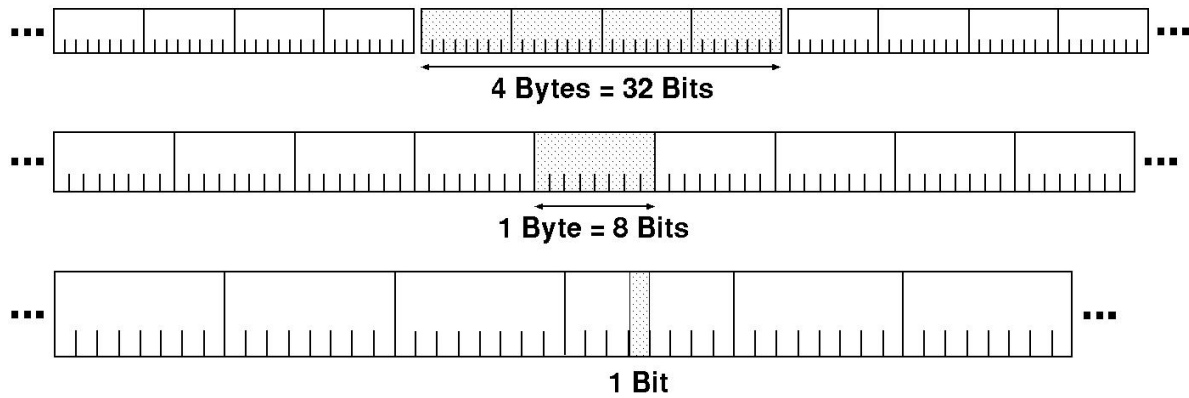 4 Bytes = 32 Bits
1 Byte = 8 Bits
1 Bit